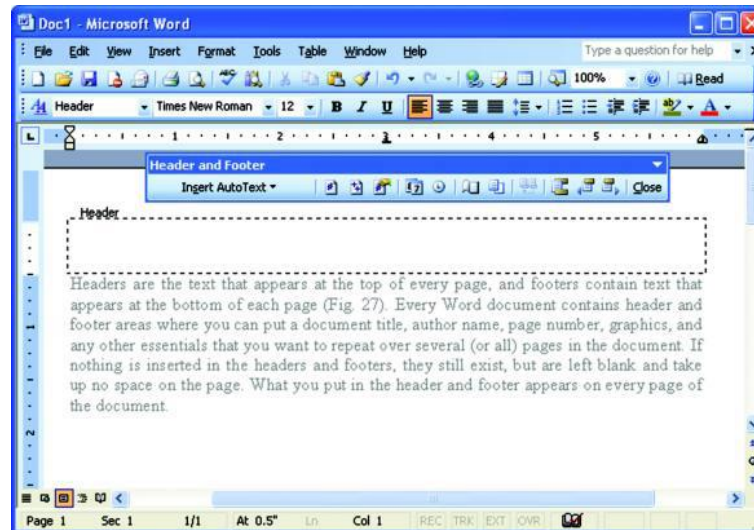 Doc1 - Microsoft Word
File Edit View Insert Format Tools Table Window Help Type a question for help
100% Read
Header Times New Roman 12 B I U
1 2 3 4 5
Header and Footer
Insert AutoText Close
Header
Headers are the text that appears at the top of every page, and footers contain text that
appears at the bottom of each page (Fig. 27). Every Word document contains header and
footer areas where you can put a document title, author name, page number, graphics, and
any other essentials that you want to repeat over several (or all) pages in the document. If
nothing is inserted in the headers and footers, they still exist, but are left blank and take
up no space on the page. What you put in the header and footer appears on every page of
the document.
Page 1 Sec 1 1/1 At 0.5" Ln Col 1 REC TRK EXT OVR